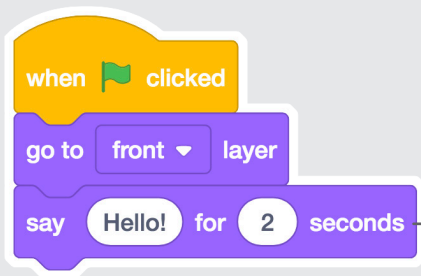 when clicked
go to front layer
say Hello! for 2 seconds